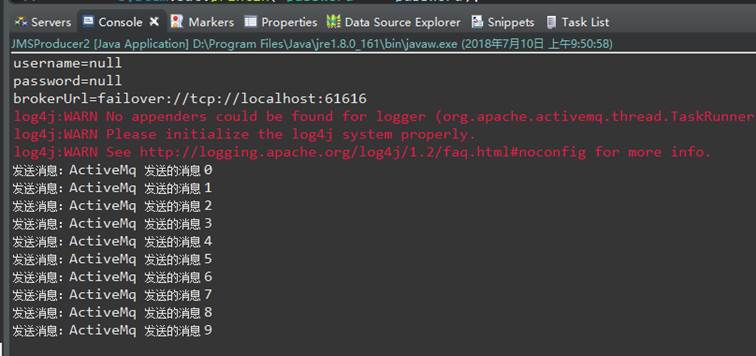 Servers Console Markers Properties Data Source Explorer Snippets Task List
JMSProducer2 [Java Application] D:\Program Files\Java\jre1.8.0_161\bin\javaw.exe (2018年7月10日 上午9:50:58)
username=null
password=null
brokerUrl=failover://tcp://localhost:61616
log4j:WARN No appenders could be found for logger (org.apache.activemq.thread.TaskRunner
log4j:WARN Please initialize the log4j system properly.
log4j:WARN See http://logging.apache.org/log4j/1.2/faq.html#noconfig for more info.
发送消息：ActiveMq 发送的消息0
发送消息：ActiveMq 发送的消息1
发送消息：ActiveMq 发送的消息2
发送消息：ActiveMq 发送的消息3
发送消息：ActiveMq 发送的消息4
发送消息：ActiveMq 发送的消息5
发送消息：ActiveMq 发送的消息6
发送消息：ActiveMq 发送的消息7
发送消息：ActiveMq 发送的消息8
发送消息：ActiveMq 发送的消息9